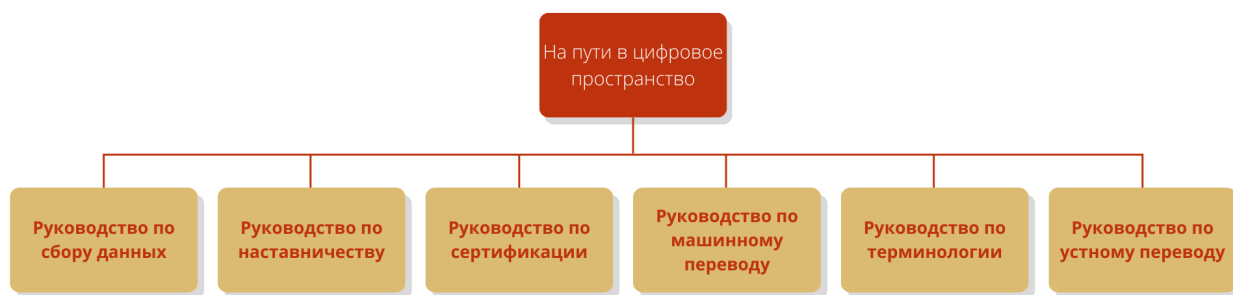 На пути в цифровое
пространство
Руководство по
сбору данных
Руководство по
наставничеству
Руководство по
сертификации
Руководство по
машинному
переводу
Руководство по
терминологии
Руководство по
устному переводу